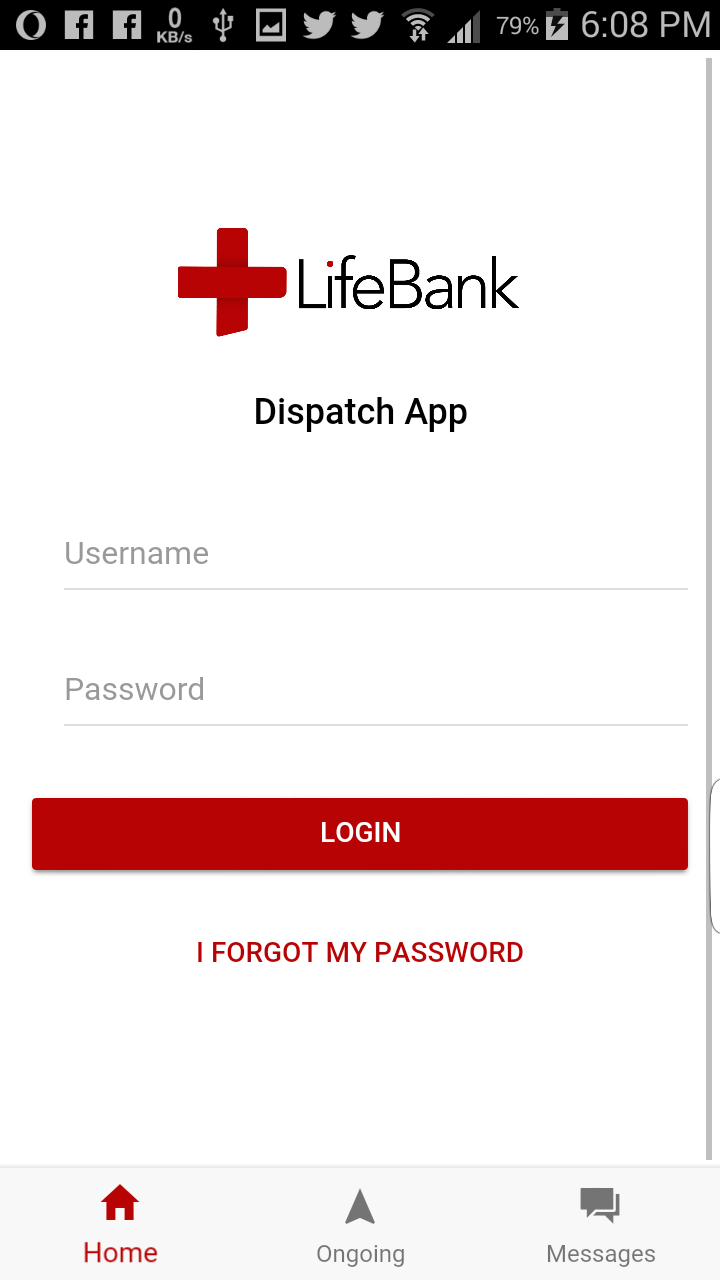 0 KB/s 79% 6:08 PM
LifeBank
Dispatch App
Username
Password
LOGIN
I FORGOT MY PASSWORD
Home Ongoing Messages